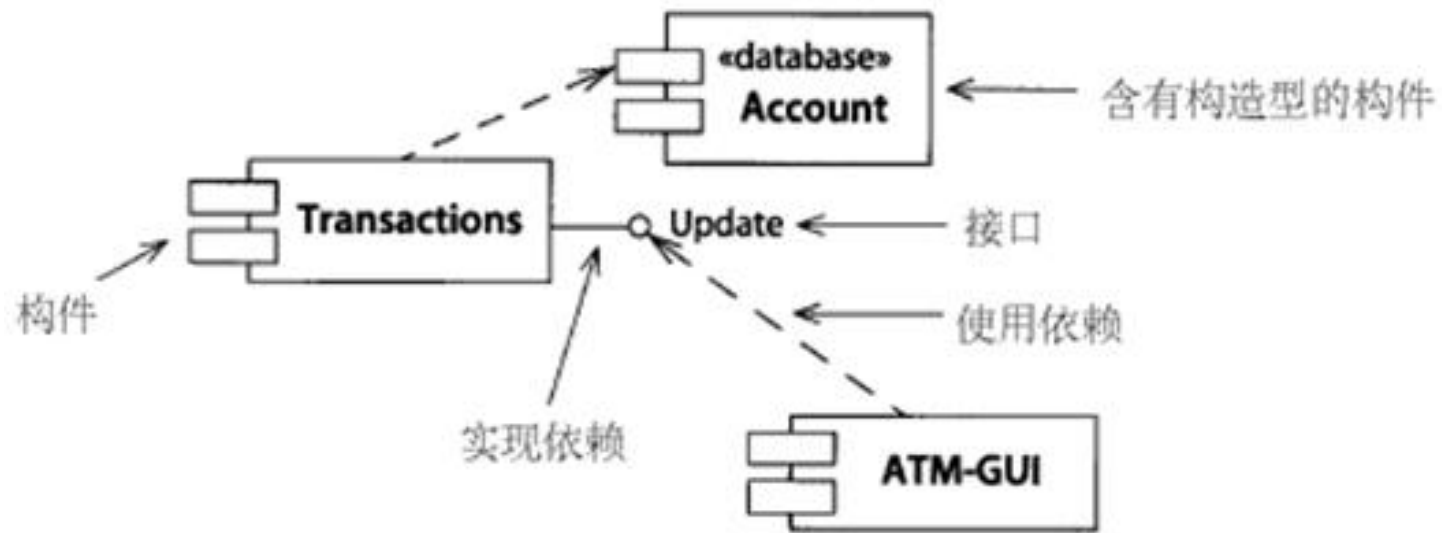 «database»
Account
含有构造型的构件
Transactions
Update
接口
构件
使用依赖
实现依赖
ATM-GUI